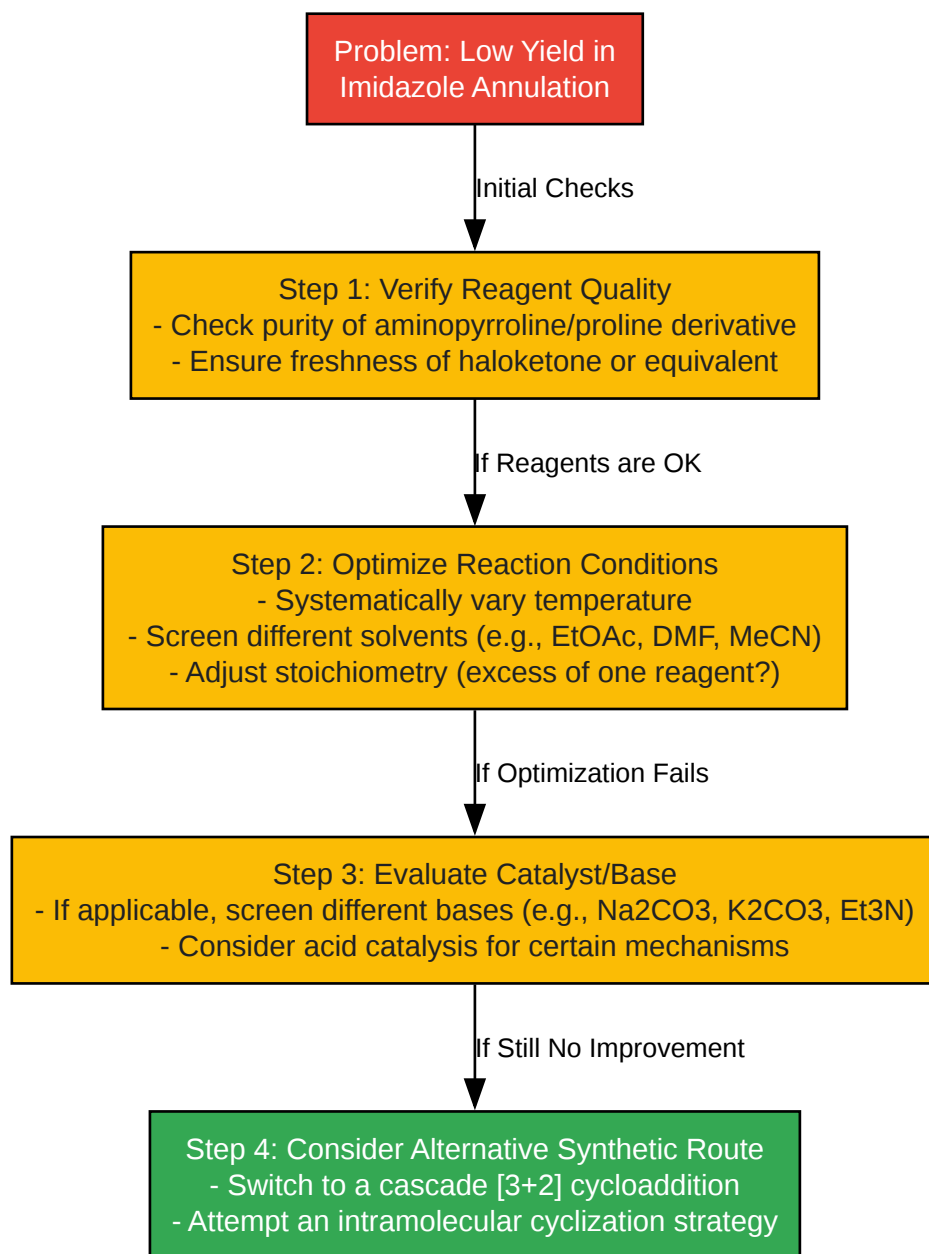 Problem: Low Yield in
Imidazole Annulation
Initial Checks
Step 1: Verify Reagent Quality
- Check purity of aminopyrroline/proline derivative
- Ensure freshness of haloketone or equivalent
If Reagents are OK
Step 2: Optimize Reaction Conditions
- Systematically vary temperature
- Screen different solvents (e.g., EtOAc, DMF, MeCN)
- Adjust stoichiometry (excess of one reagent?)
If Optimization Fails
Step 3: Evaluate Catalyst/Base
- If applicable, screen different bases (e.g., Na2CO3, K2CO3, Et3N)
- Consider acid catalysis for certain mechanisms
If Still No Improvement
Step 4: Consider Alternative Synthetic Route
- Switch to a cascade [3+2] cycloaddition
- Attempt an intramolecular cyclization strategy